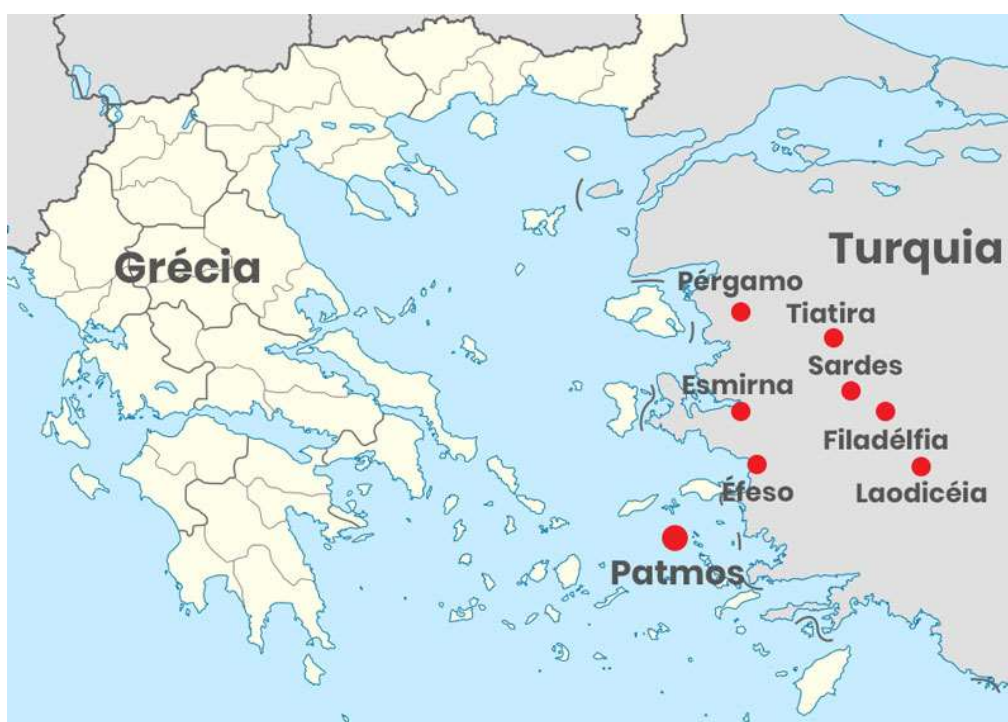 Grécia
Turquia
Pérgamo
Tiatira
Sardes
Esmirna
Filadélfia
Éfeso
Laodicéia
Patmos